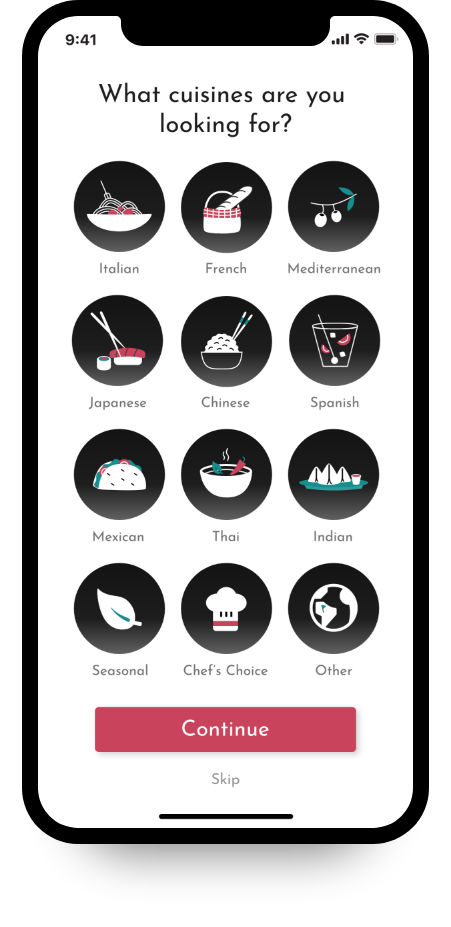 9:41
What cuisines are you
looking for?
Italian
French
Mediterranean
Japanese
Chinese
Spanish
Mexican
Thai
Indian
Seasonal
Chef's Choice
Other
Continue
Skip